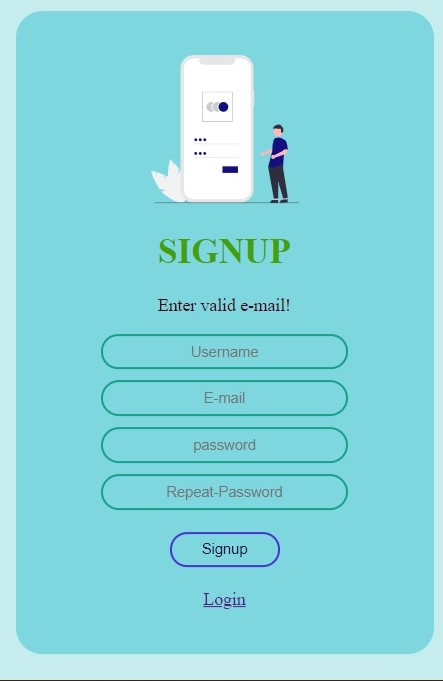 SIGNUP
Enter valid e-mail!
Username
E-mail
password
Repeat-Password
Signup
Login